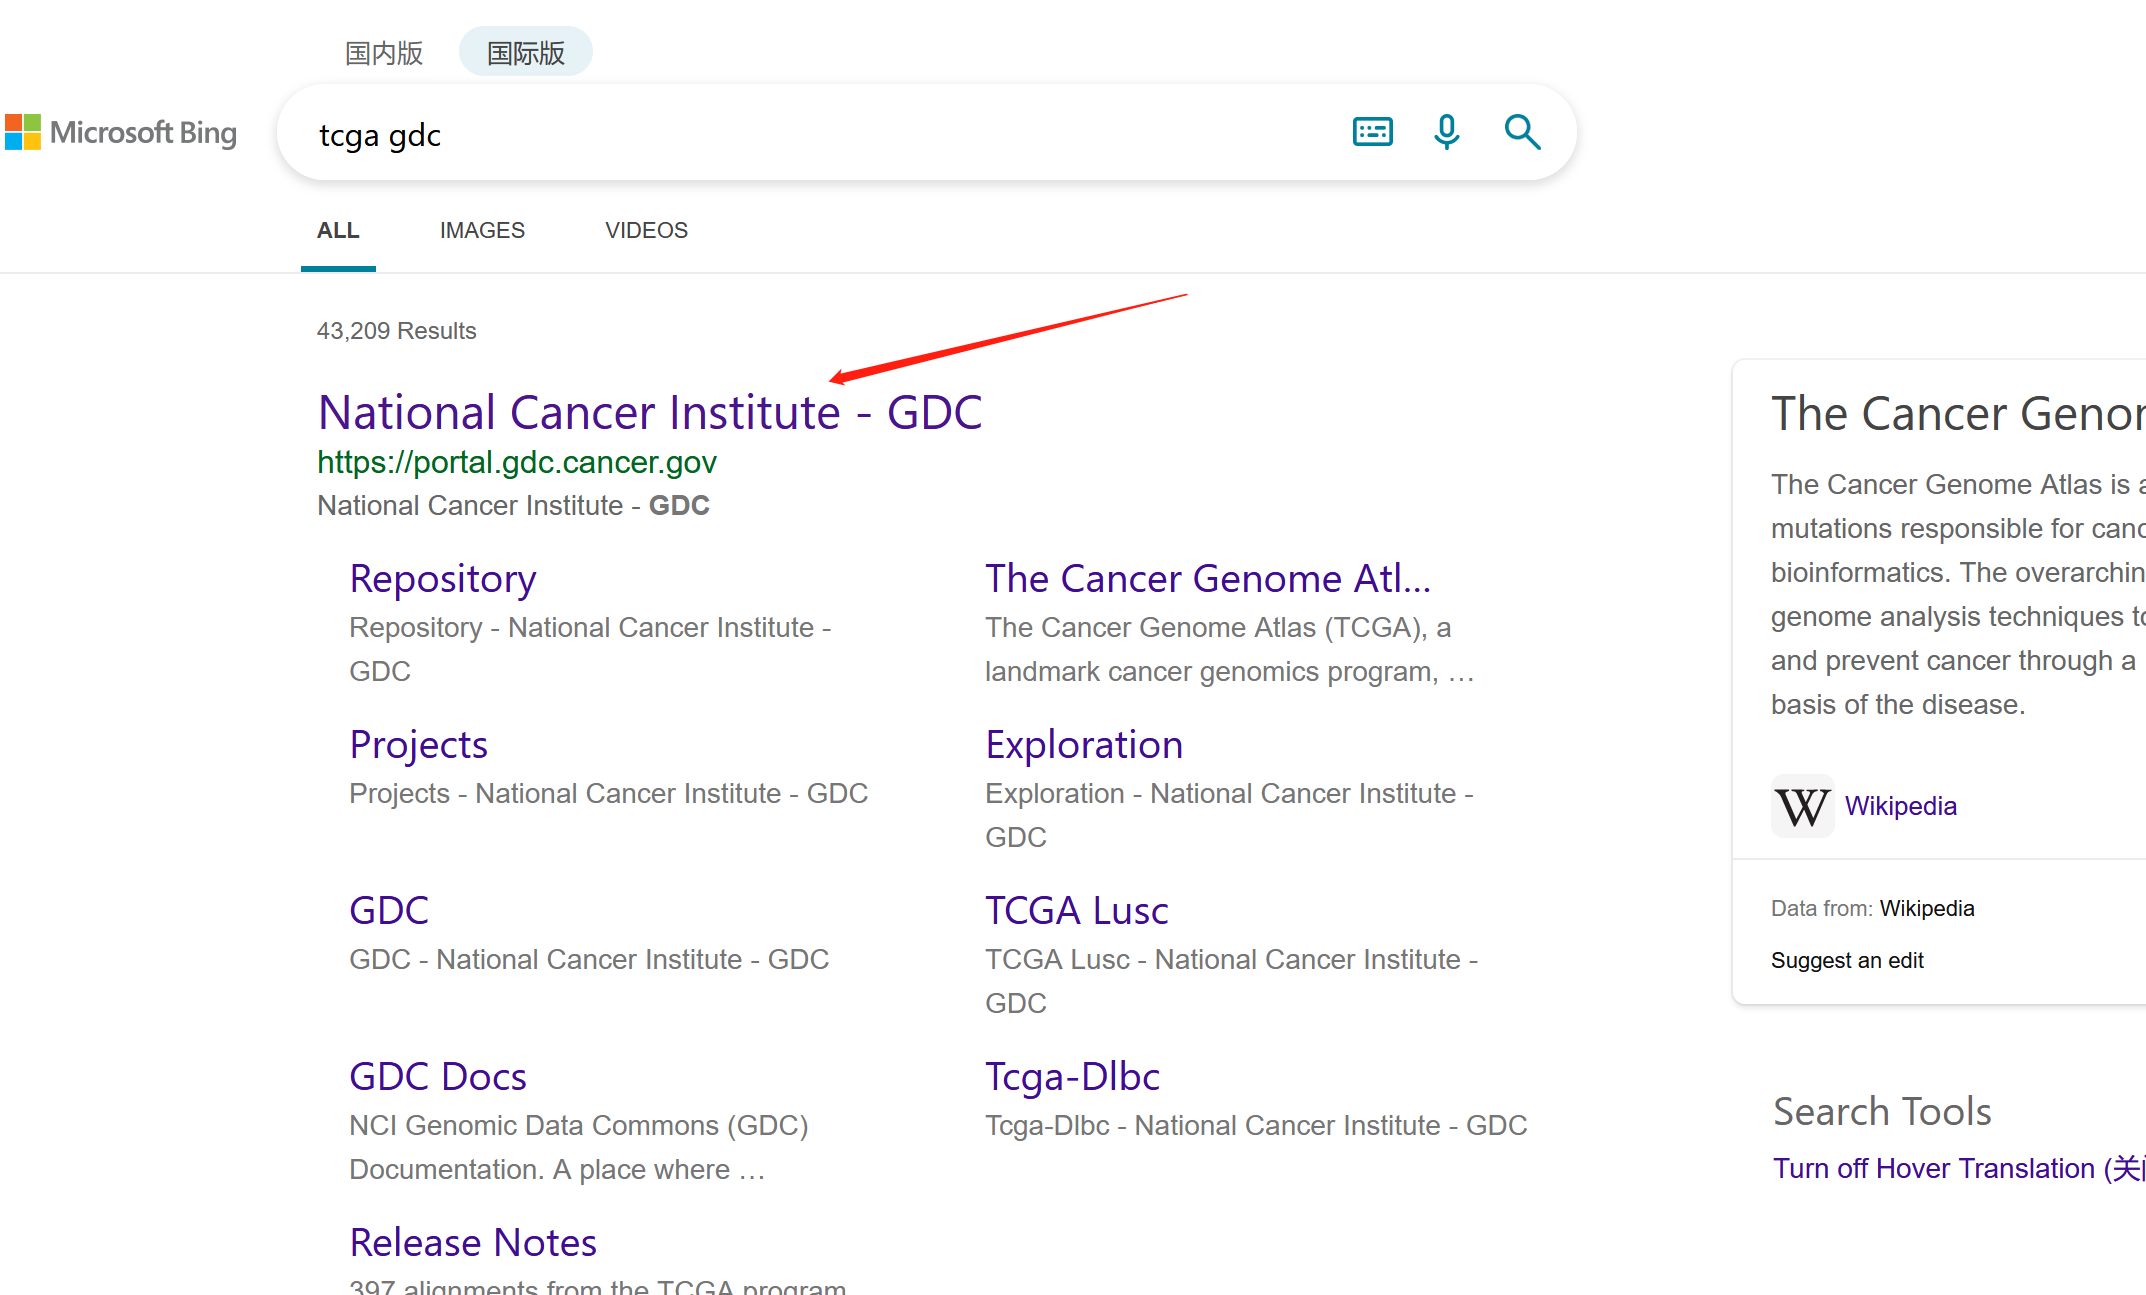 国内版
国际版
Microsoft Bing
tcga gdc
ALL
IMAGES
VIDEOS
43,209 Results
National Cancer Institute - GDC
https://portal.gdc.cancer.gov
National Cancer Institute - GDC
Repository
Repository - National Cancer Institute -
GDC
The Cancer Genome Atl...
The Cancer Genome Atlas (TCGA), a
landmark cancer genomics program, ...
Projects
Projects - National Cancer Institute - GDC
Exploration
Exploration - National Cancer Institute -
GDC
GDC
GDC - National Cancer Institute - GDC
TCGA Lusc
TCGA Lusc - National Cancer Institute -
GDC
GDC Docs
NCI Genomic Data Commons (GDC)
Documentation. A place where ...
Tcga-Dlbc
Tcga-Dlbc - National Cancer Institute - GDC
Release Notes
397 alignments from the TCGA program
The Cancer
The Cancer Genome Atlas is
mutations responsible for
bioinformatics. The
genome analysis techniques
and prevent cancer through a
basis of the disease.
W Wikipedia
Data from: Wikipedia
Suggest an edit
Search Tools
Turn off Hover Translation (关